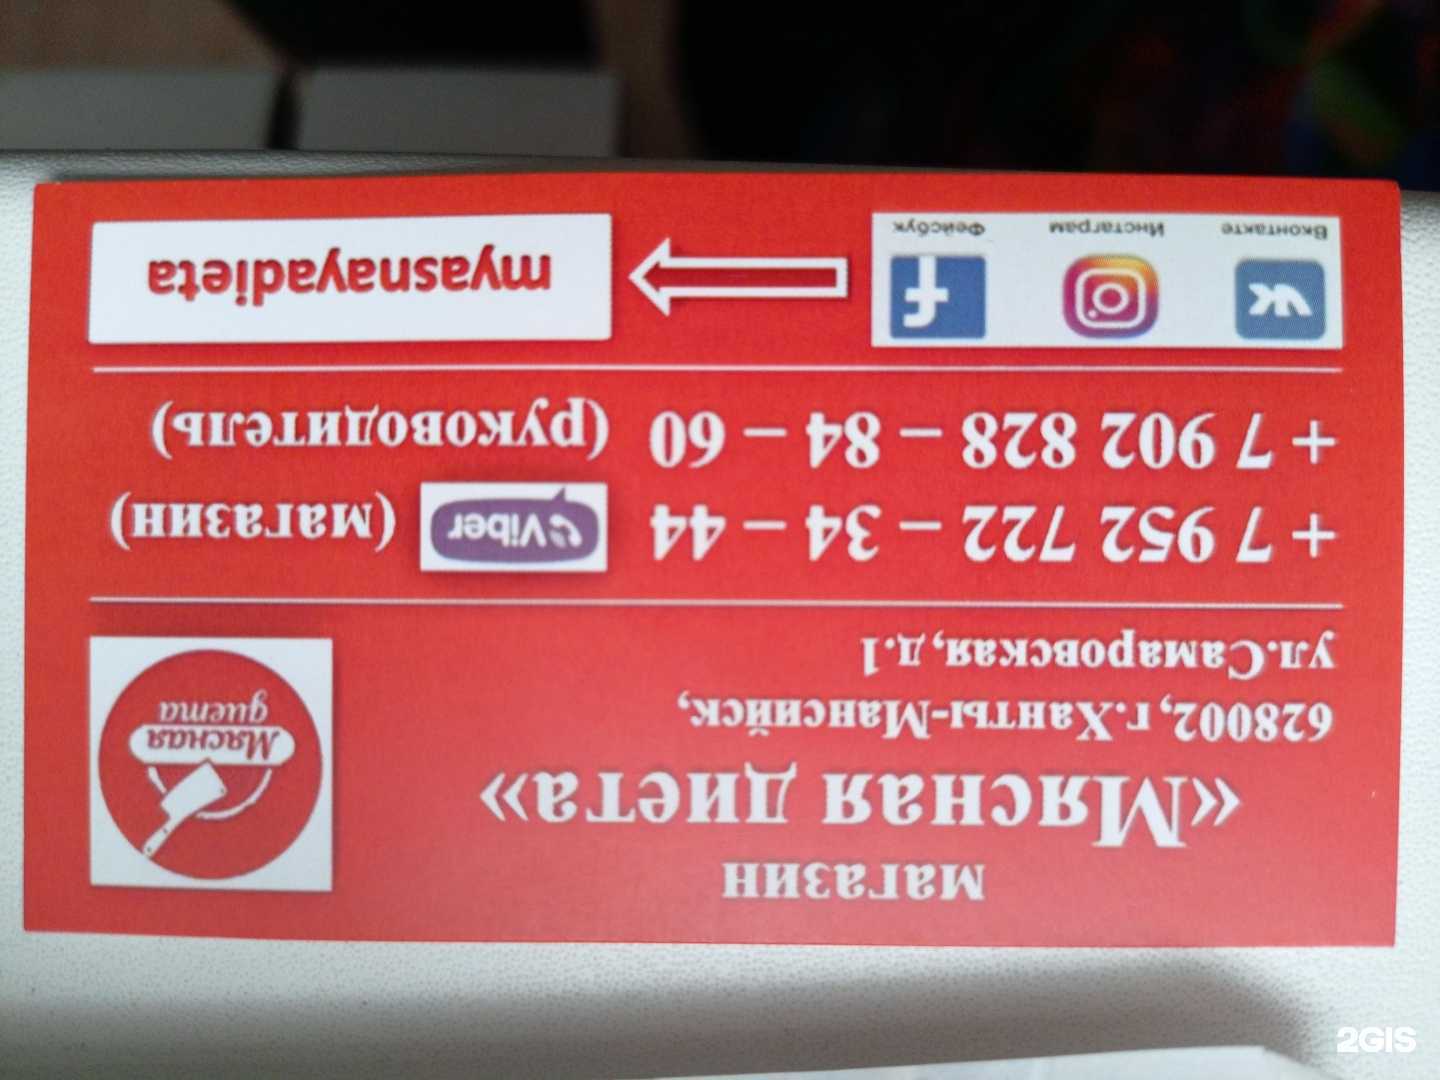 магазин
«Мясная диета»
628002, г.Ханты-Мансийск,
ул.Самаровская, д.1
Мясная
диета
+ 7 952 722 – 34 – 44 Viber (магазин)
+ 7 902 828 – 84 – 60 (руководитель)
Вконтакте Инстаграм Фейсбук
myasnayadieta
2GIS